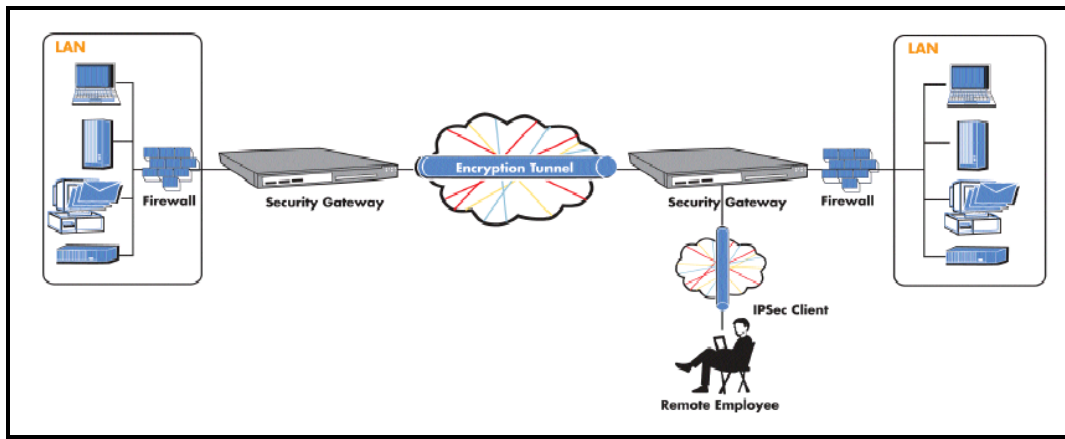 LAN
LAN
Encryption Tunnel
Firewall
Security Gateway
Security Gateway
Firewall
IPSec Client
Remote Employee